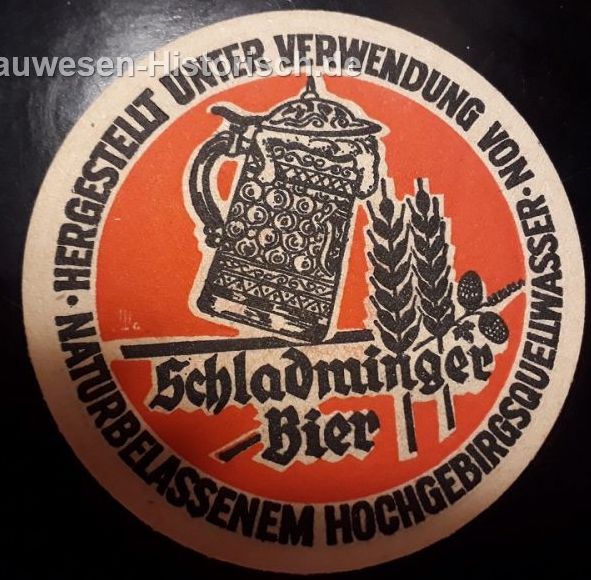 auwesen-Historisch.de
· HERGESTELLT UNTER VERWENDUNG VON ·
NATURBELASSENEM HOCHGEBIRGSQUELLWASSER
Schladminger
Bier